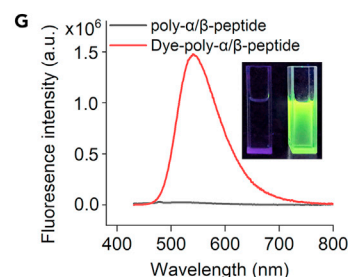 G
×10⁶
poly-α/β-peptide
Dye-poly-α/β-peptide
Fluoresence intensity (a.u.)
1.5
1.0
0.5
0.0
400 500 600 700 800
Wavelength (nm)